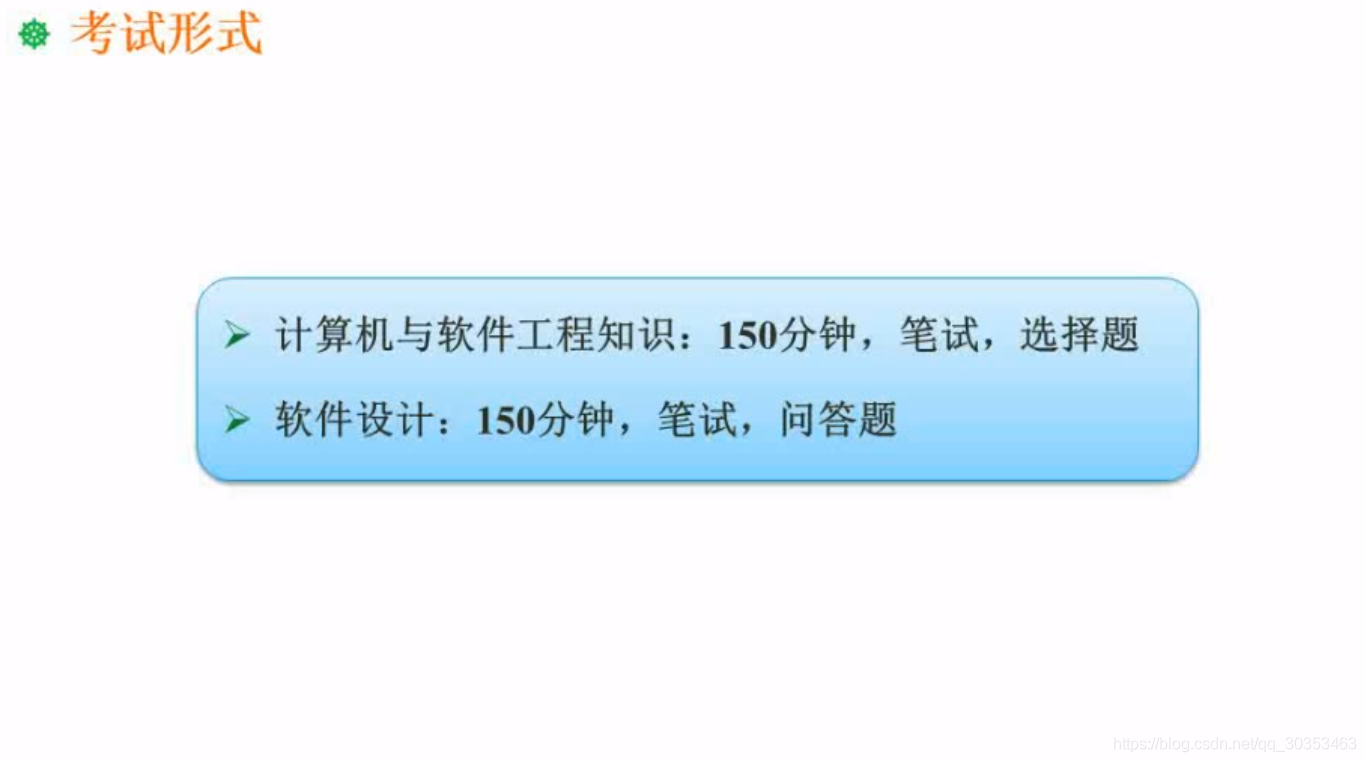 考试形式
计算机与软件工程知识：150分钟，笔试，选择题
软件设计：150分钟，笔试，问答题
https://blog.csdn.net/qq_30353463